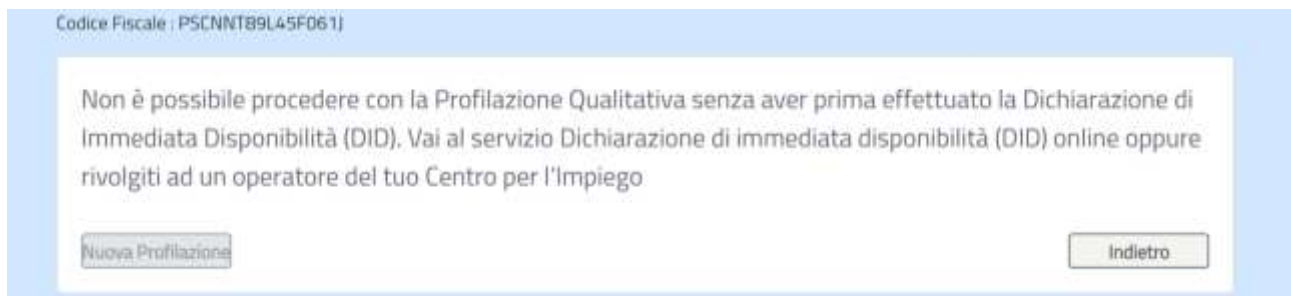 Codice Fiscale : PSCNNT89L45F061J
Non è possibile procedere con la Profilazione Qualitativa senza aver prima effettuato la Dichiarazione di
Immediata Disponibilità (DID). Vai al servizio Dichiarazione di immediata disponibilità (DID) online oppure
rivolgiti ad un operatore del tuo Centro per l'Impiego
Nuova Profilazione
Indietro